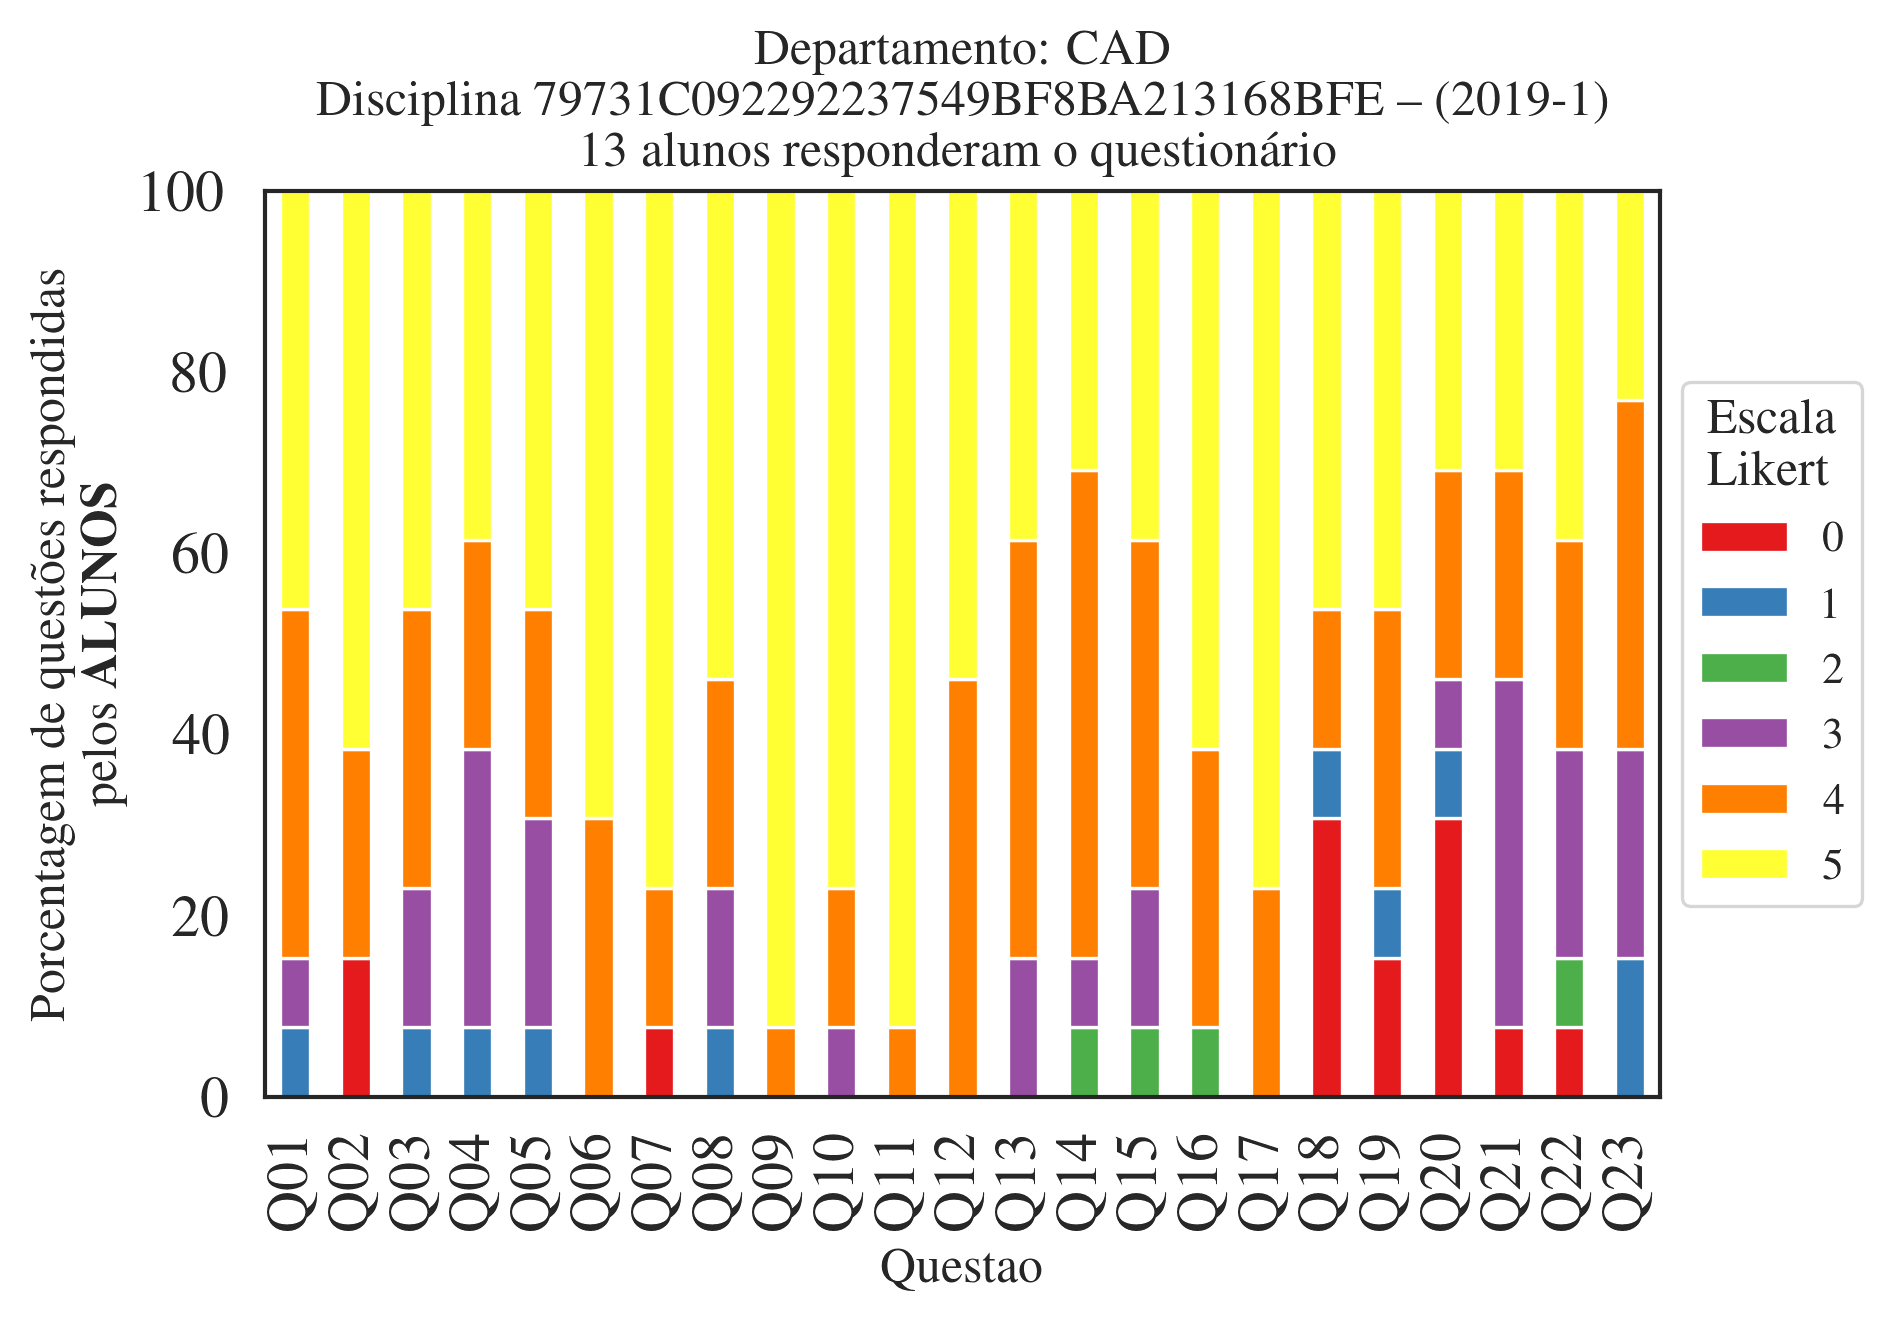 Departamento: CAD
Disciplina 79731C092292237549BF8BA213168BFE – (2019-1)
13 alunos responderam o questionário
Porcentagem de questões respondidas
pelos ALUNOS
100
80
60
40
20
0
Escala
Likert
0
1
2
3
4
5
Q01
Q02
Q03
Q04
Q05
Q06
Q07
Q08
Q09
Q10
Q11
Q12
Q13
Q14
Q15
Q16
Q17
Q18
Q19
Q20
Q21
Q22
Q23
Questao